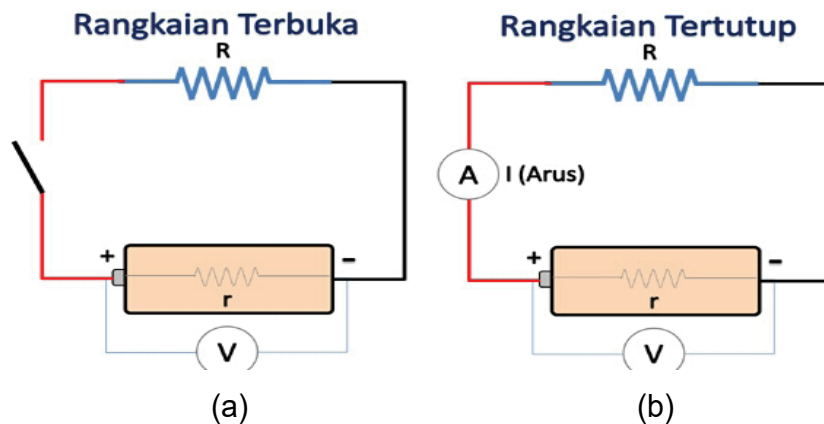 Rangkaian Terbuka
R
+
−
r
V
(a)
Rangkaian Tertutup
R
A I (Arus)
+
−
r
V
(b)